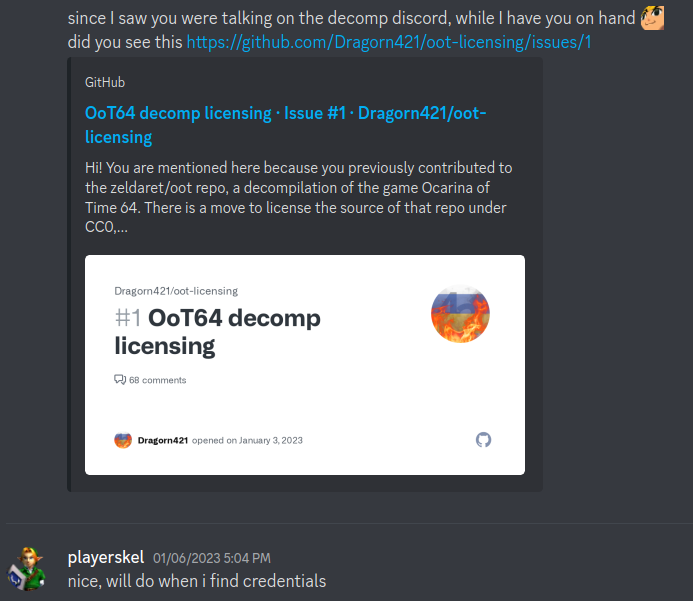 since I saw you were talking on the decomp discord, while I have you on hand
did you see this https://github.com/Dragorn421/oot-licensing/issues/1
GitHub
OoT64 decomp licensing · Issue #1 · Dragorn421/oot-
licensing
Hi! You are mentioned here because you previously contributed to
the zeldaret/oot repo, a decompilation of the game Ocarina of
Time 64. There is a move to license the source of that repo under
CC0,...
Dragorn421/oot-licensing
#1 OoT64 decomp
licensing
68 comments
Dragorn421 opened on January 3, 2023
playerskel 01/06/2023 5:04 PM
nice, will do when i find credentials